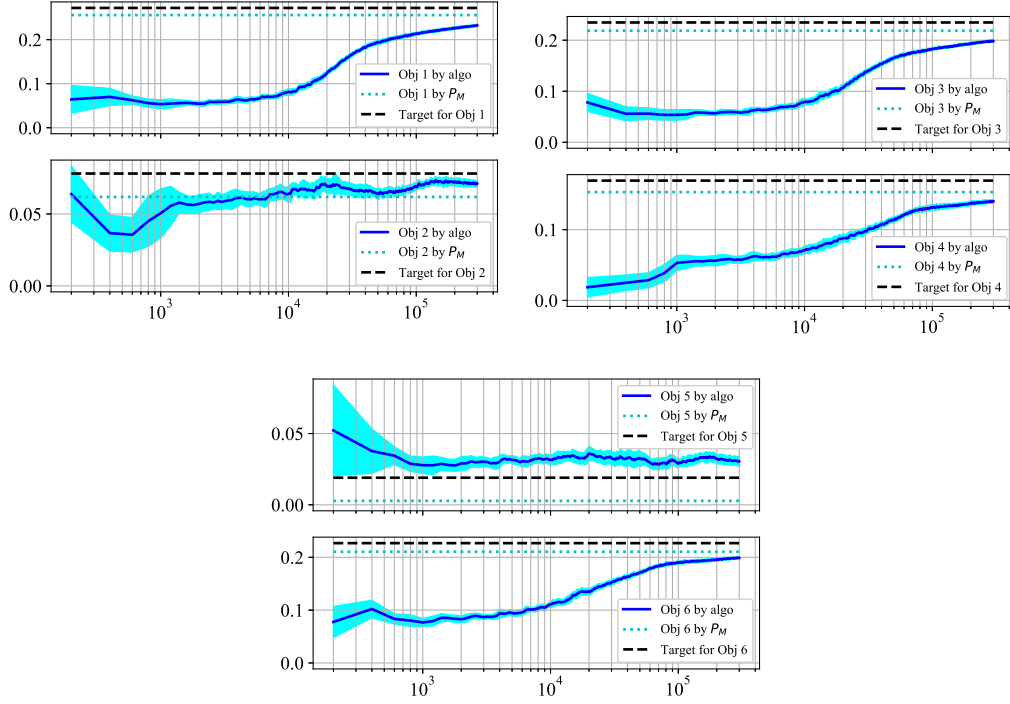 0.2
0.1
0.0
Obj 1 by algo
Obj 1 by P_M
Target for Obj 1
0.05
0.00
Obj 2 by algo
Obj 2 by P_M
Target for Obj 2
10^3
10^4
10^5
0.2
0.1
0.0
Obj 3 by algo
Obj 3 by P_M
Target for Obj 3
0.1
0.0
Obj 4 by algo
Obj 4 by P_M
Target for Obj 4
10^3
10^4
10^5
0.05
0.00
Obj 5 by algo
Obj 5 by P_M
Target for Obj 5
0.2
0.1
0.0
Obj 6 by algo
Obj 6 by P_M
Target for Obj 6
10^3
10^4
10^5